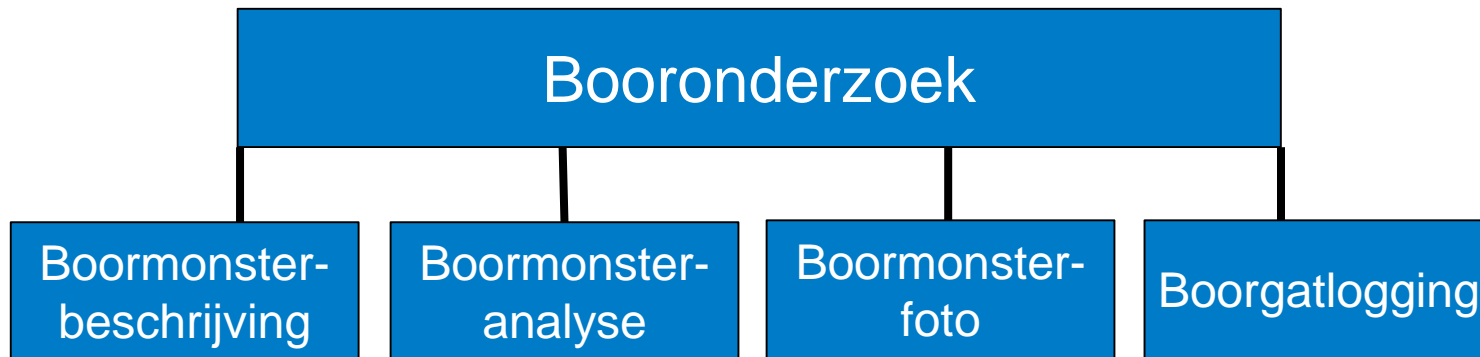 Booronderzoek
Boormonster-
beschrijving
Boormonster-
analyse
Boormonster-
foto
Boorgatlogging